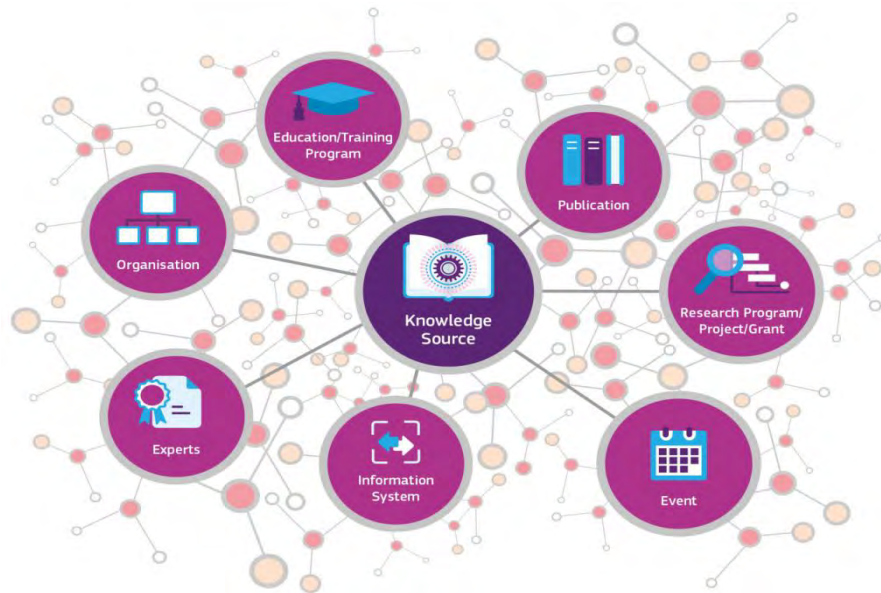 Education/Training
Program
Publication
Organisation
Knowledge
Source
Research Program/
Project/Grant
Experts
Information
System
Event